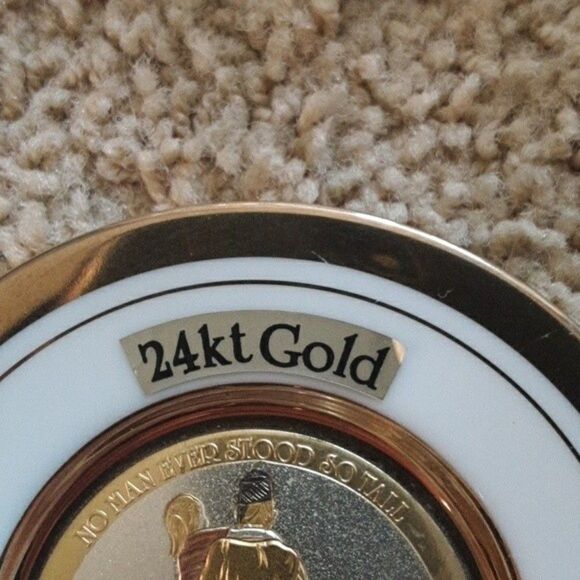 24kt Gold
NO MAN EVER STOOD SO TALL